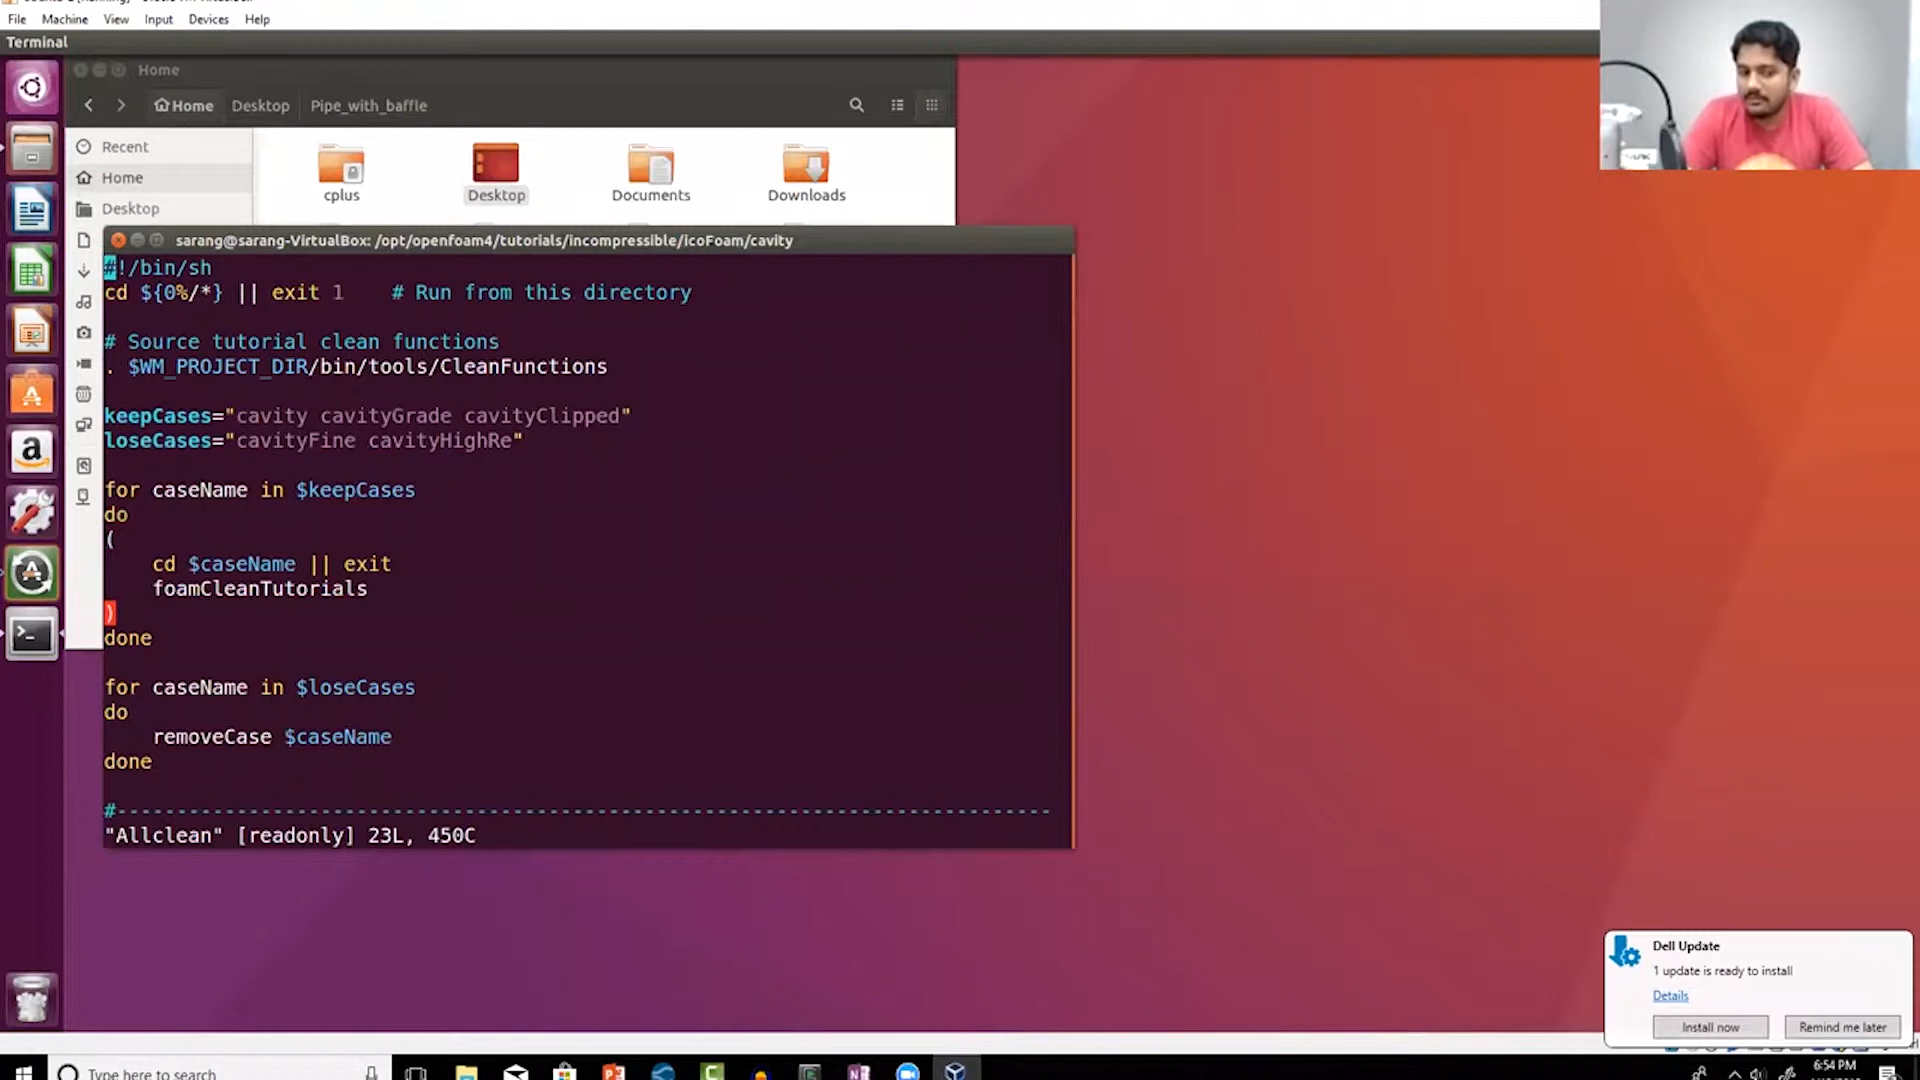 File Machine View Input Devices Help
Terminal
Home
Home Desktop Pipe_with_baffle
Recent
Home
Desktop
cplus
Desktop
Documents
Downloads
sarang@sarang-VirtualBox: /opt/openfoam4/tutorials/incompressible/icoFoam/cavity
#!/bin/sh
cd ${0%/*} || exit 1    # Run from this directory
# Source tutorial clean functions
. $WM_PROJECT_DIR/bin/tools/CleanFunctions
keepCases="cavity cavityGrade cavityClipped"
loseCases="cavityFine cavityHighRe"
for caseName in $keepCases
do
(
    cd $caseName || exit
    foamCleanTutorials
)
done
for caseName in $loseCases
do
    removeCase $caseName
done
#------------------------------------------------------------------------------
"Allclean" [readonly] 23L, 450C
Dell Update
1 update is ready to install
Details
Install now
Remind me later
Type here to search
6:54 PM